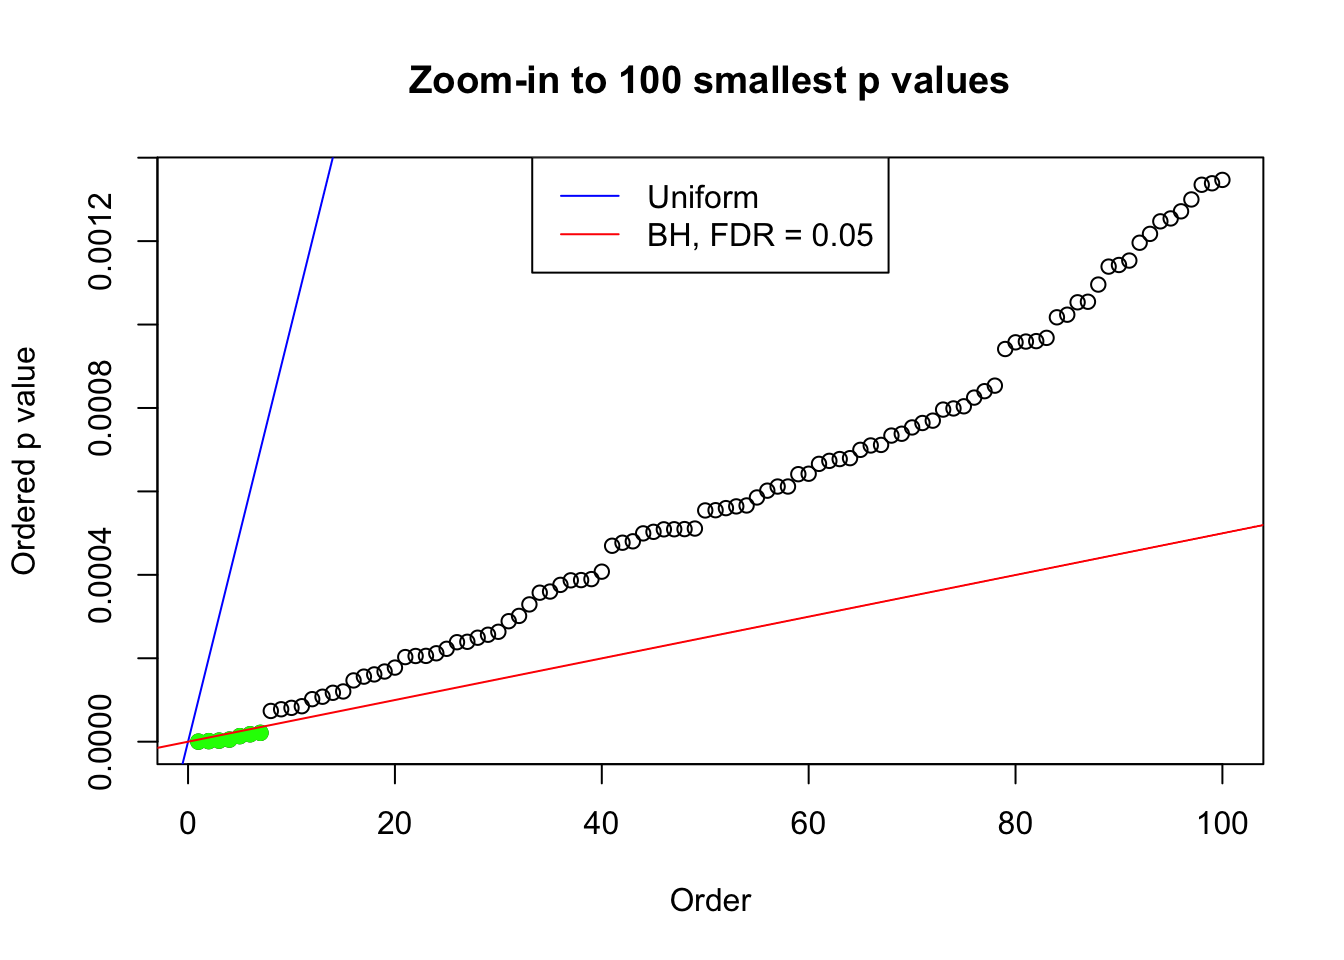 Zoom-in to 100 smallest p values
Uniform
BH, FDR = 0.05
Ordered p value
0.0012
0.0008
0.0004
0.0000
0 20 40 60 80 100
Order